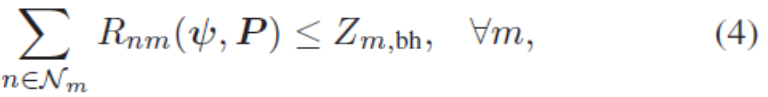 ∑_{n∈𝒩_m} R_{nm}(𝝍, 𝑷) ≤ Z_{m,bh}, ∀m, (4)